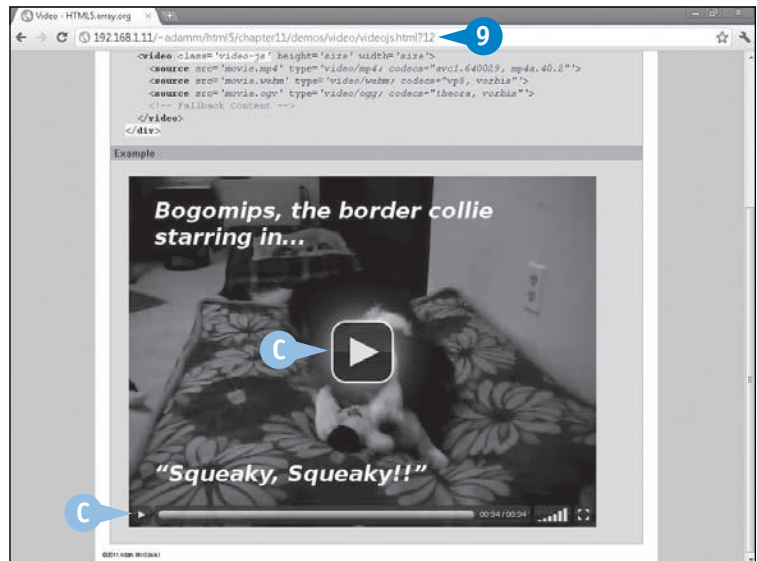 Video - HTML5.array.org
192.168.1.11/~adamm/html5/chapter11/demos/video/videojs.html?12
9
<video class='video-js' height='size' width='size'>
<source src='movie.mp4' type='video/mp4; codecs="avc1.640029, mp4a.40.2"'>
<source src='movie.webm' type='video/webm; codecs="vp8, vorbis"'>
<source src='movie.ogv' type='video/ogg; codecs="theora, vorbis"'>
<!-- Fallback Content -->
</video>
</div>
Example
Bogomips, the border collie
starring in...
C
“Squeaky, Squeaky!!”
C
00:34 / 00:34
©2011 Adam